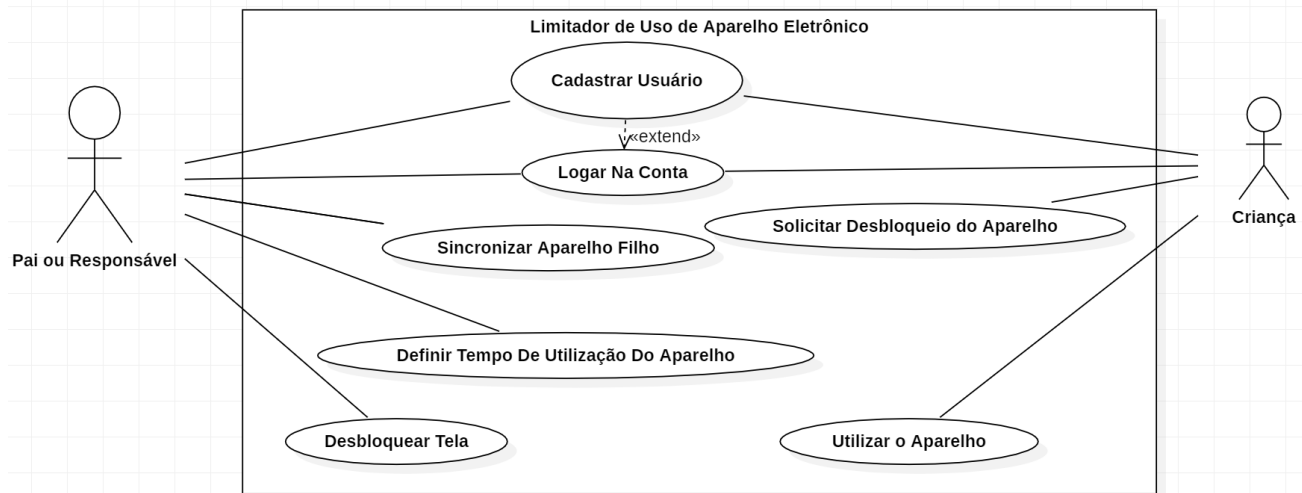 Limitador de Uso de Aparelho Eletrônico
Cadastrar Usuário
«extend»
Logar Na Conta
Solicitar Desbloqueio do Aparelho
Criança
Sincronizar Aparelho Filho
Pai ou Responsável
Definir Tempo De Utilização Do Aparelho
Desbloquear Tela
Utilizar o Aparelho